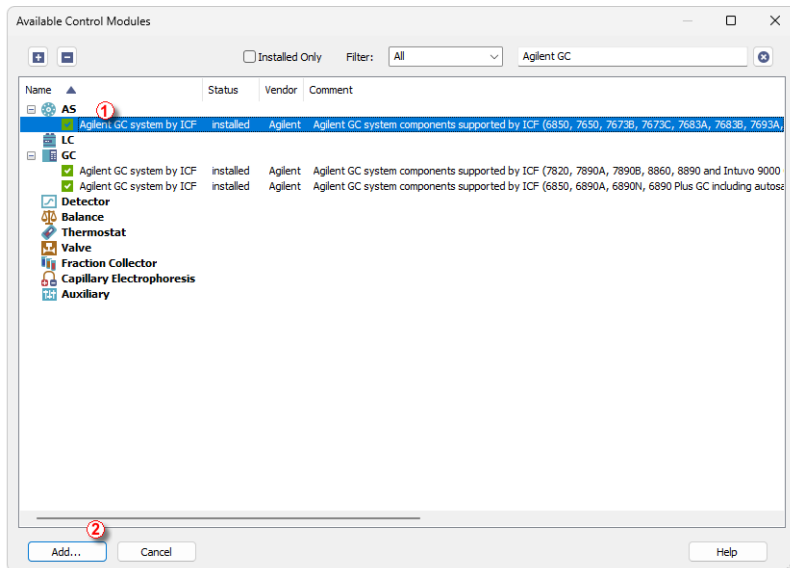 Available Control Modules
Installed Only Filter: All Agilent GC
Name Status Vendor Comment
AS 1
Agilent GC system by ICF installed Agilent Agilent GC system components supported by ICF (6850, 7650, 7673B, 7673C, 7683A, 7683B, 7693A,
LC
GC
Agilent GC system by ICF installed Agilent Agilent GC system components supported by ICF (7820, 7890A, 7890B, 8860, 8890 and Intuvo 9000
Agilent GC system by ICF installed Agilent Agilent GC system components supported by ICF (6850, 6890A, 6890N, 6890 Plus GC including autosa
Detector
Balance
Thermostat
Valve
Fraction Collector
Capillary Electrophoresis
Auxiliary
2
Add... Cancel Help